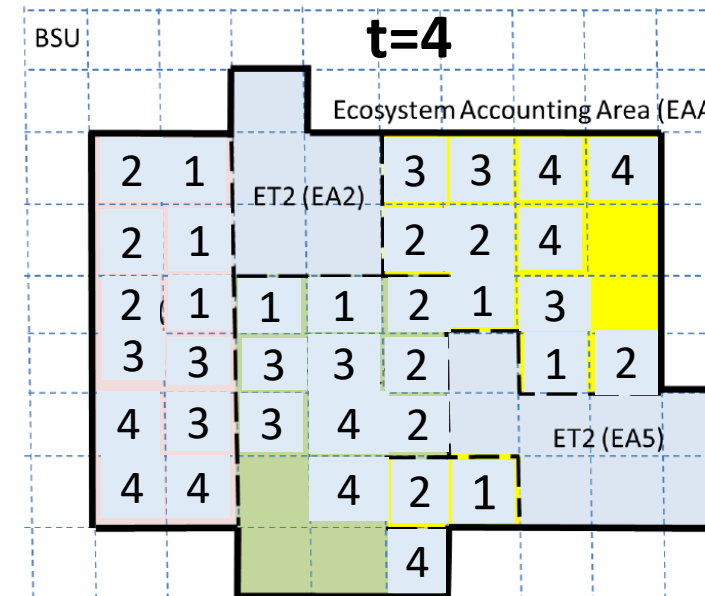 BSU
t=4
Ecosystem Accounting Area (EAA
2 1 3 3 4 4
ET2 (EA2)
2 1 2 2 4
2 1 1 1 2 1 3
3 3 3 3 2 1 2
4 3 3 4 2
ET2 (EA5)
4 4 4 2 1
4